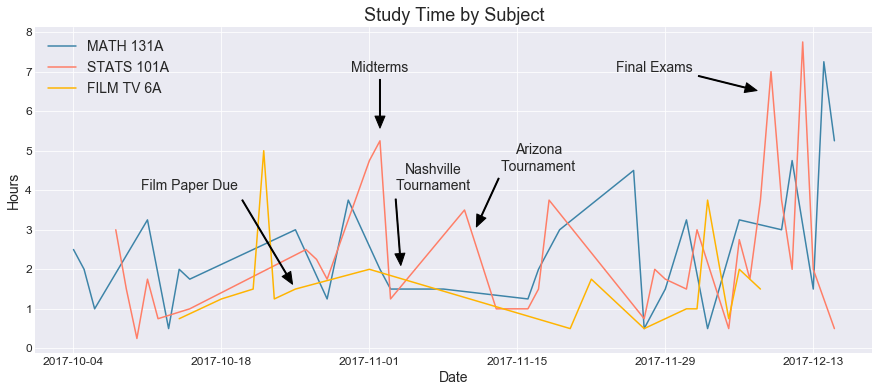 Study Time by Subject
8
7
6
5
4
3
2
1
0
Hours
MATH 131A
STATS 101A
FILM TV 6A
Midterms
Final Exams
Film Paper Due
Nashville
Tournament
Arizona
Tournament
2017-10-04 2017-10-18 2017-11-01 2017-11-15 2017-11-29 2017-12-13
Date